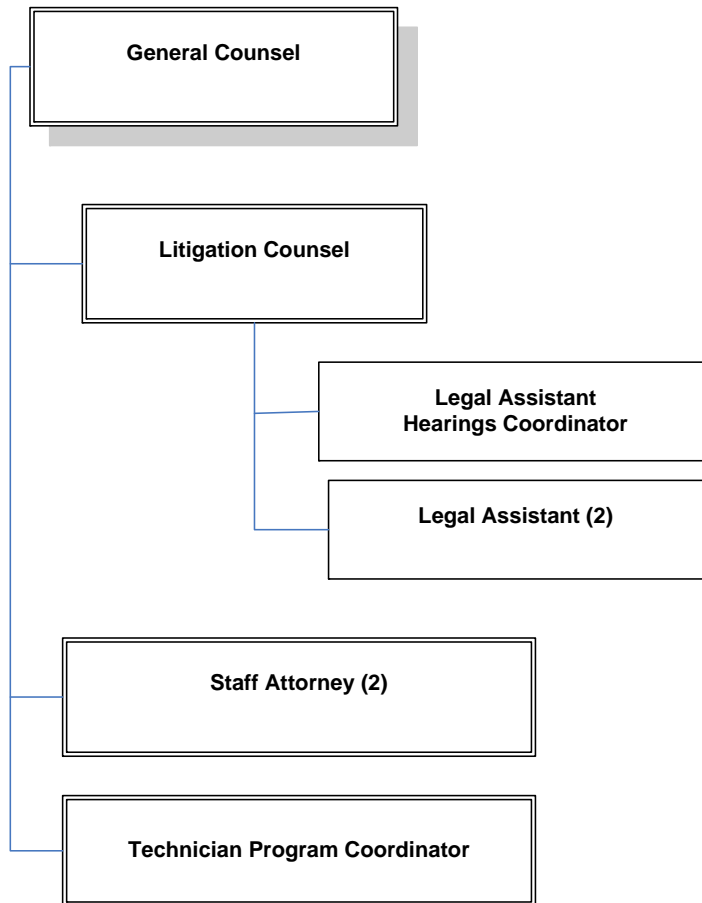 General Counsel
Litigation Counsel
Legal Assistant
Hearings Coordinator
Legal Assistant (2)
Staff Attorney (2)
Technician Program Coordinator